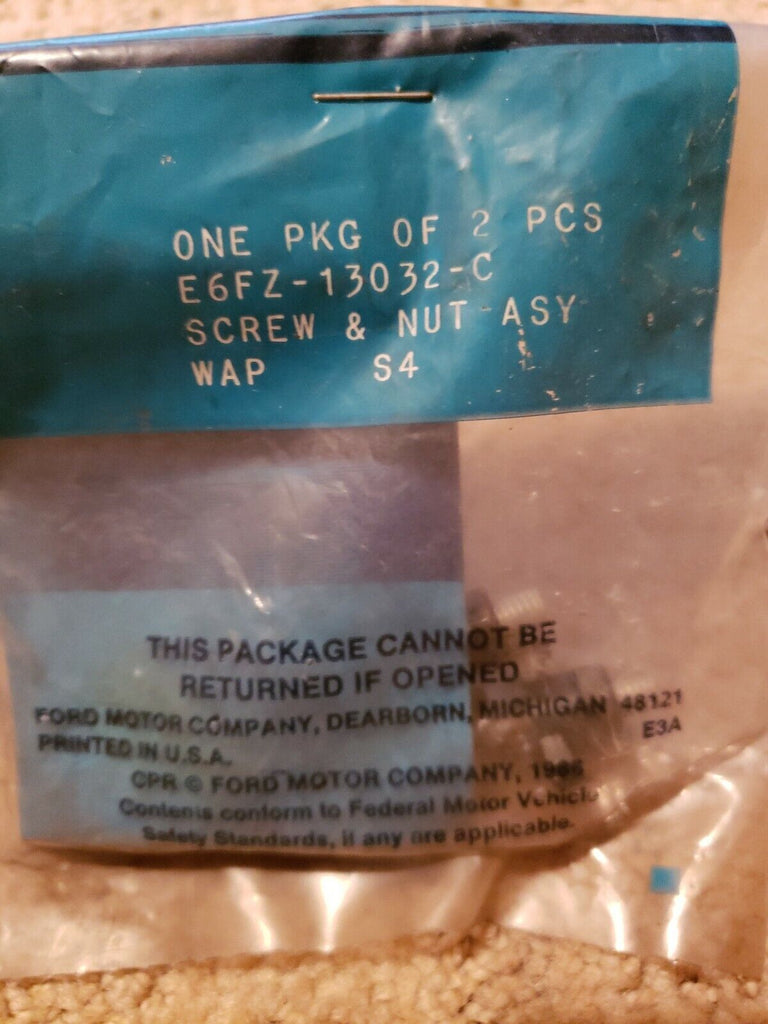 ONE PKG OF 2 PCS
E6FZ-13032-C
SCREW & NUT ASY
WAP S4
THIS PACKAGE CANNOT BE
RETURNED IF OPENED
FORD MOTOR COMPANY, DEARBORN, MICHIGAN 48121
PRINTED IN U.S.A. E3A
CPR © FORD MOTOR COMPANY, 1986
Contents conform to Federal Motor Vehicle
Safety Standards, if any are applicable.